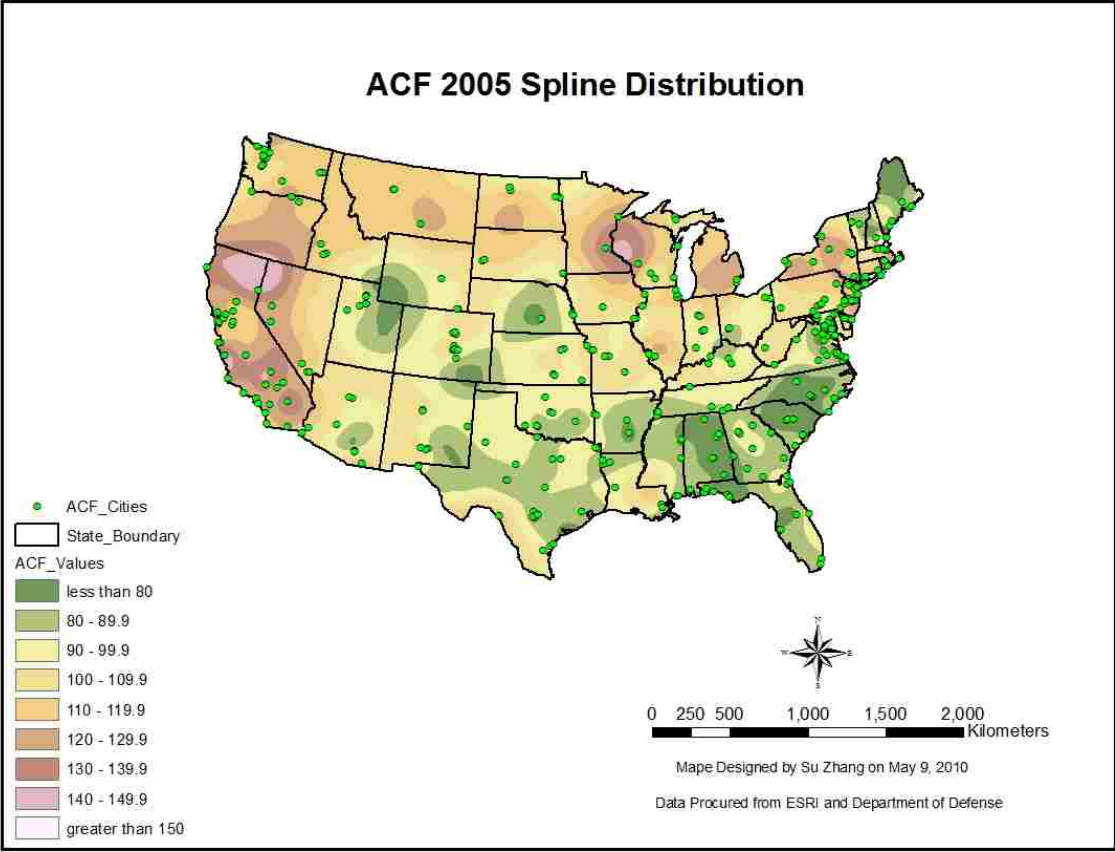 ACF 2005 Spline Distribution
ACF_Cities
State_Boundary
ACF_Values
less than 80
80 - 89.9
90 - 99.9
100 - 109.9
110 - 119.9
120 - 129.9
130 - 139.9
140 - 149.9
greater than 150
N
W E
S
0 250 500 1,000 1,500 2,000
Kilometers
Mape Designed by Su Zhang on May 9, 2010
Data Procured from ESRI and Department of Defense